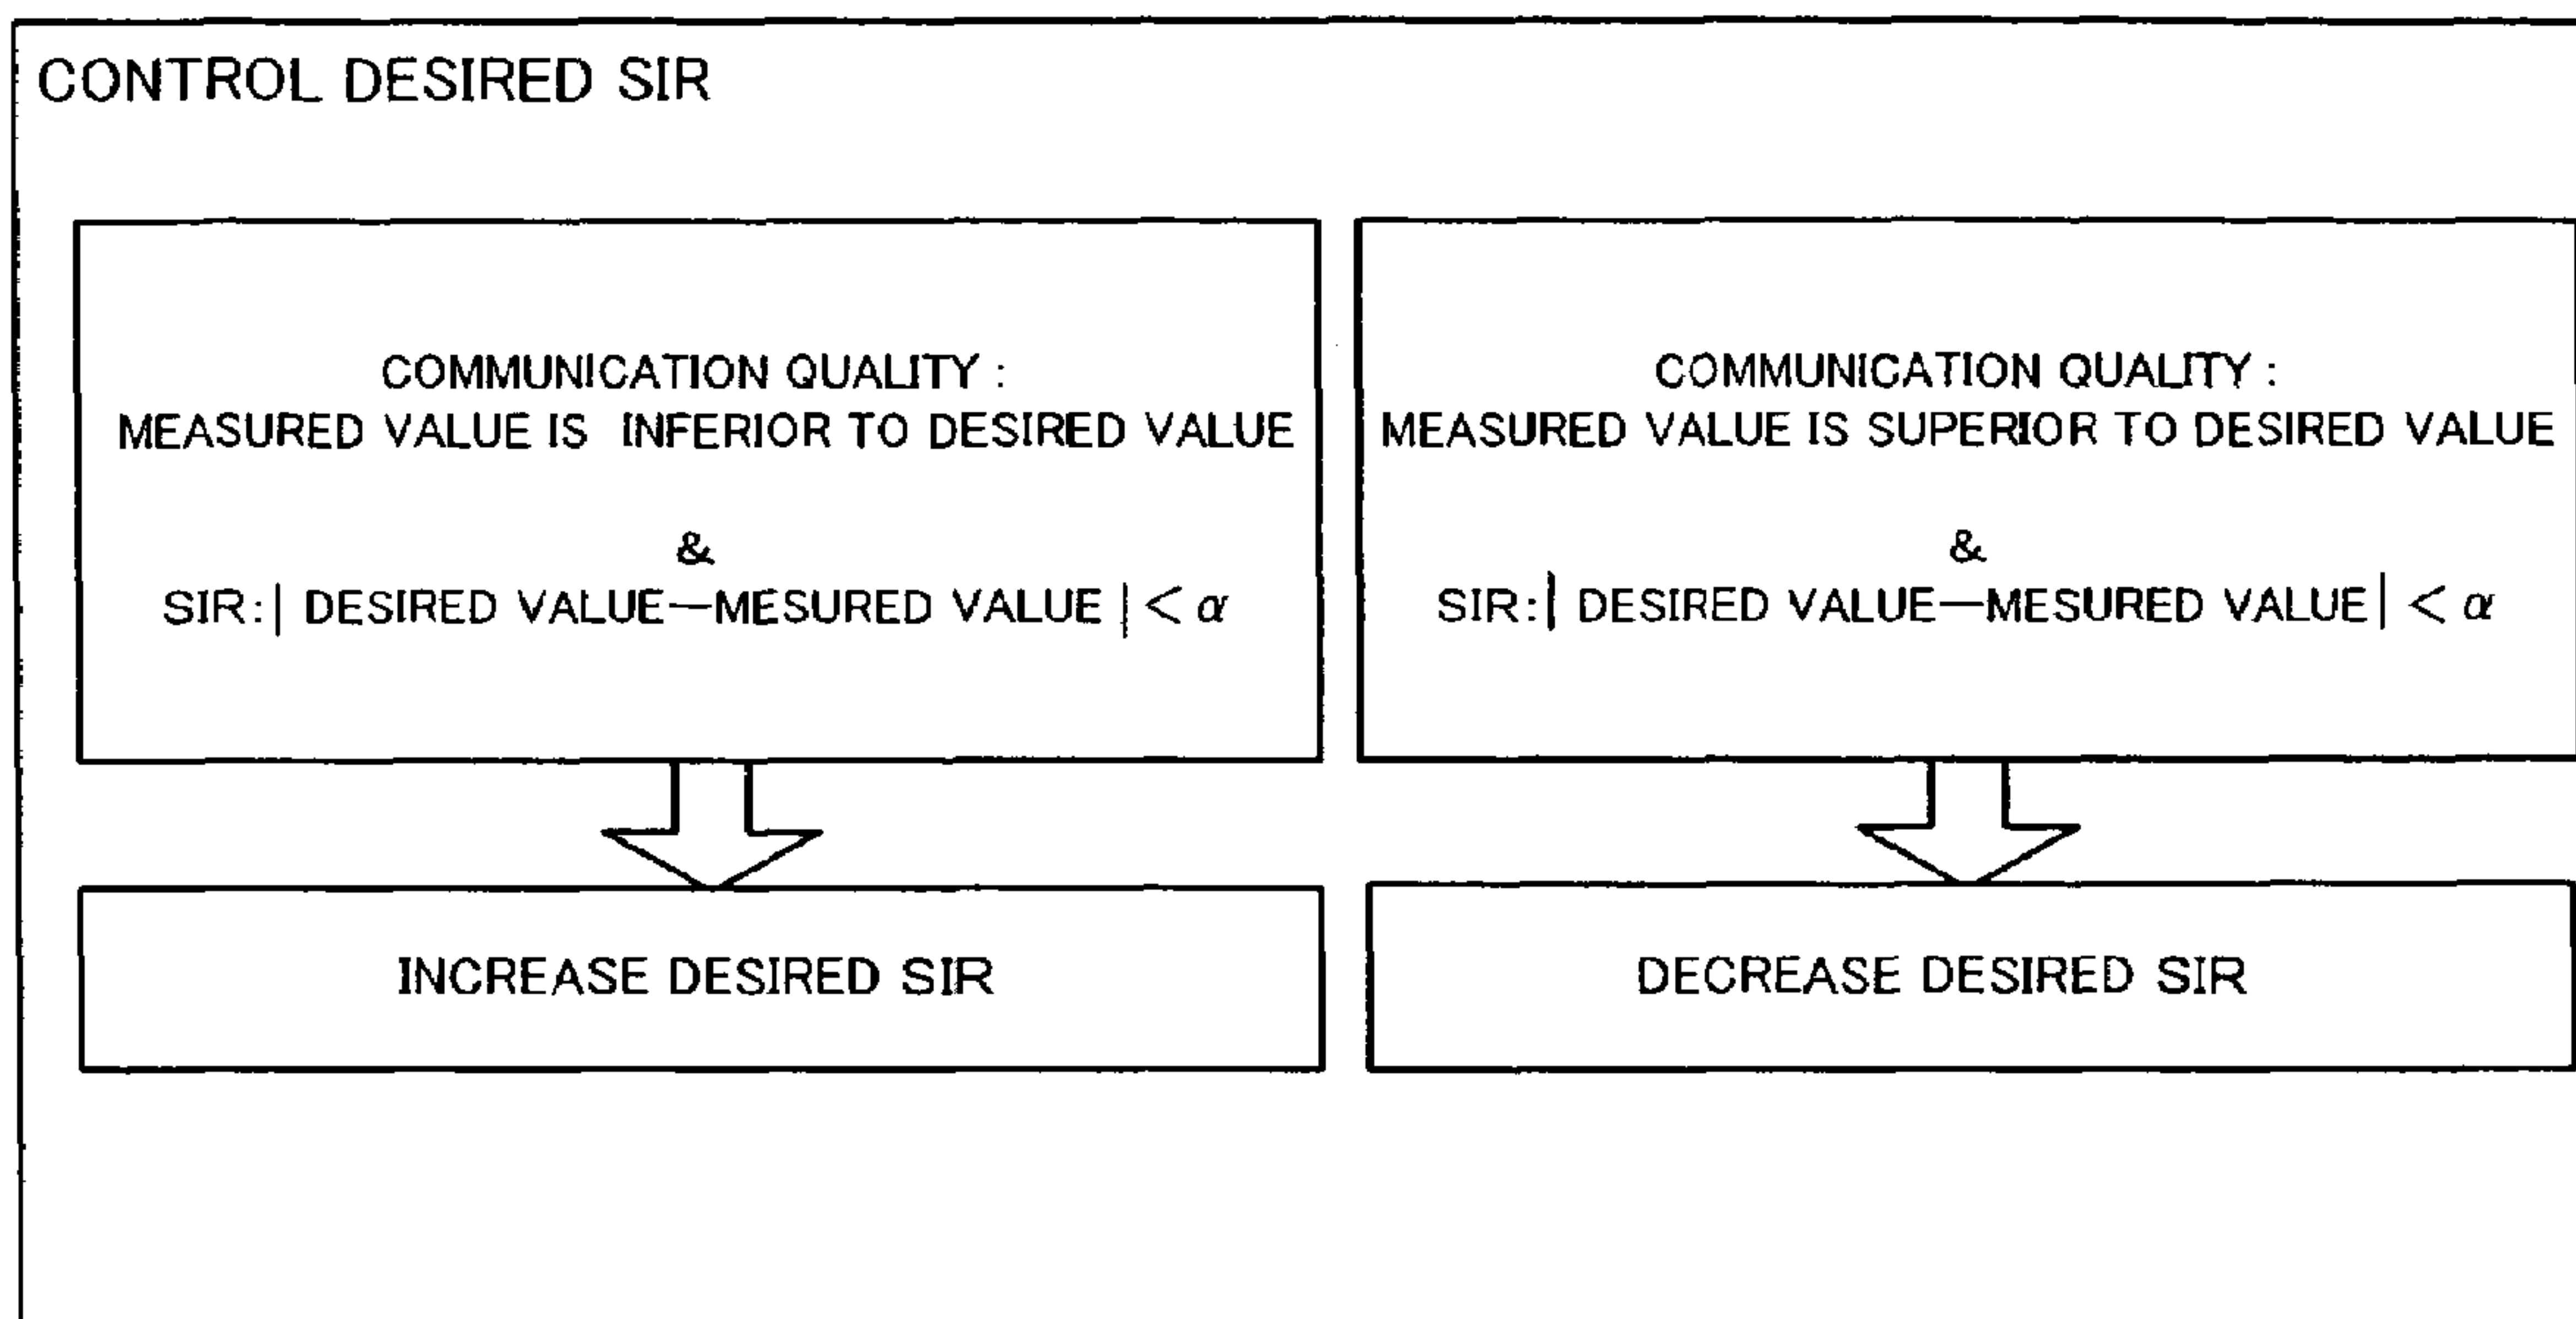 CONTROL DESIRED SIR
COMMUNICATION QUALITY :
MEASURED VALUE IS INFERIOR TO DESIRED VALUE
&
SIR:| DESIRED VALUE—MESURED VALUE | < α
INCREASE DESIRED SIR
COMMUNICATION QUALITY :
MEASURED VALUE IS SUPERIOR TO DESIRED VALUE
&
SIR:| DESIRED VALUE—MESURED VALUE | < α
DECREASE DESIRED SIR